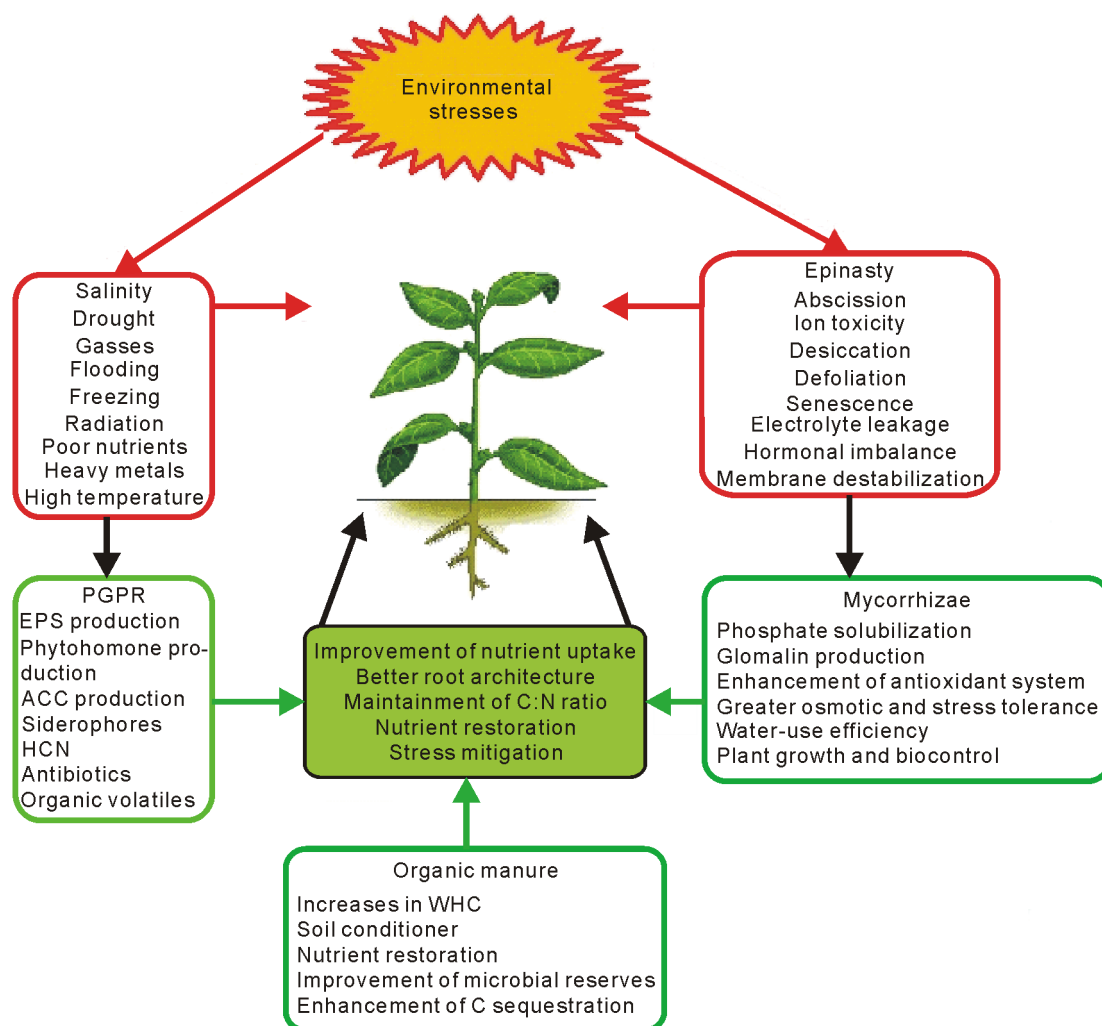 Environmental
stresses
Salinity
Drought
Gasses
Flooding
Freezing
Radiation
Poor nutrients
Heavy metals
High temperature
Epinasty
Abscission
Ion toxicity
Desiccation
Defoliation
Senescence
Electrolyte leakage
Hormonal imbalance
Membrane destabilization
PGPR
EPS production
Phytohomone pro-
duction
ACC production
Siderophores
HCN
Antibiotics
Organic volatiles
Improvement of nutrient uptake
Better root architecture
Maintainment of C:N ratio
Nutrient restoration
Stress mitigation
Mycorrhizae
Phosphate solubilization
Glomalin production
Enhancement of antioxidant system
Greater osmotic and stress tolerance
Water-use efficiency
Plant growth and biocontrol
Organic manure
Increases in WHC
Soil conditioner
Nutrient restoration
Improvement of microbial reserves
Enhancement of C sequestration